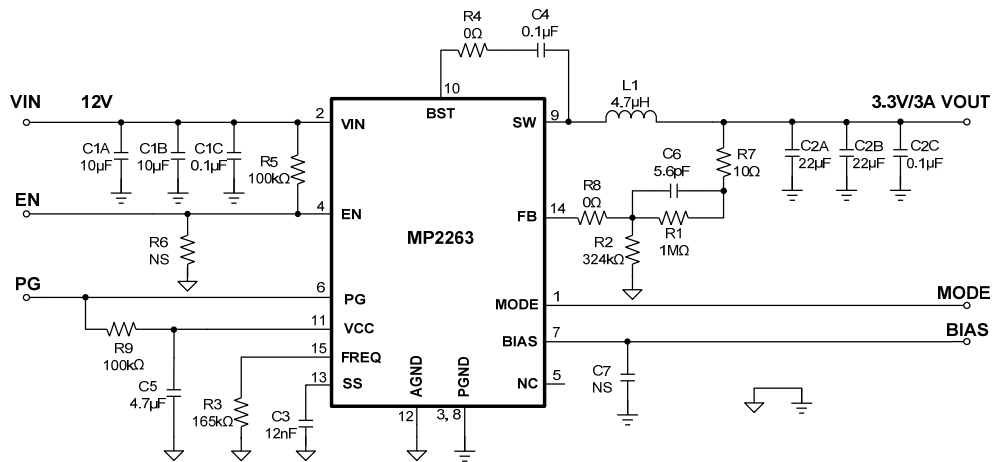 R4
0Ω
C4
0.1µF
10
BST
VIN
12V
2
VIN
SW
9
L1
4.7µH
3.3V/3A VOUT
C1A
10µF
C1B
10µF
C1C
0.1µF
R5
100kΩ
C6
5.6pF
R7
10Ω
C2A
22µF
C2B
22µF
C2C
0.1µF
EN
4
EN
R6
NS
MP2263
FB
14
R8
0Ω
R2
324kΩ
R1
1MΩ
PG
6
PG
MODE
1
MODE
11
VCC
BIAS
7
BIAS
R9
100kΩ
15
FREQ
C5
4.7µF
R3
165kΩ
13
SS
C3
12nF
AGND
PGND
NC
5
C7
NS
12
3, 8